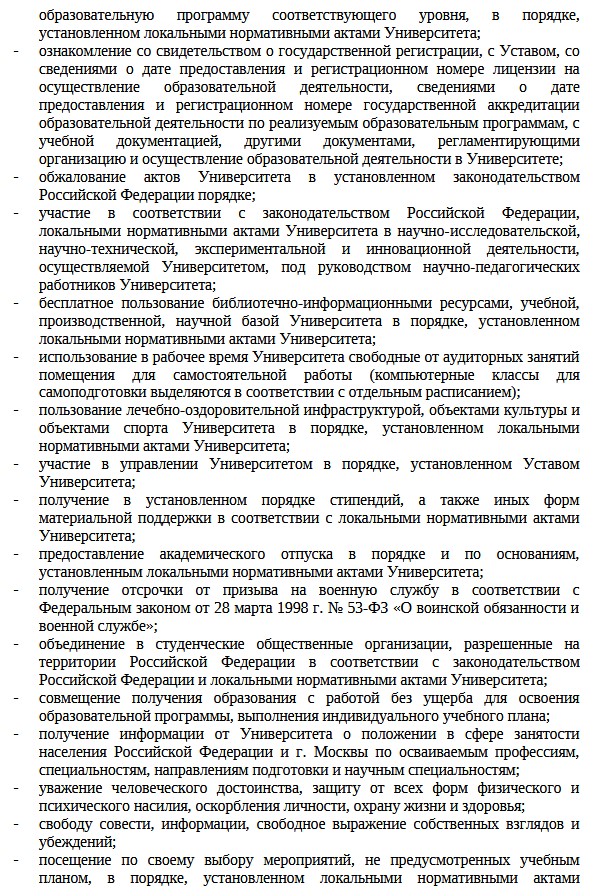 образовательную программу соответствующего уровня, в порядке,
установленном локальными нормативными актами Университета;
- ознакомление со свидетельством о государственной регистрации, с Уставом, со
сведениями о дате предоставления и регистрационном номере лицензии на
осуществление образовательной деятельности, сведениями о дате
предоставления и регистрационном номере государственной аккредитации
образовательной деятельности по реализуемым образовательным программам, с
учебной документацией, другими документами, регламентирующими
организацию и осуществление образовательной деятельности в Университете;
- обжалование актов Университета в установленном законодательством
Российской Федерации порядке;
- участие в соответствии с законодательством Российской Федерации,
локальными нормативными актами Университета в научно-исследовательской,
научно-технической, экспериментальной и инновационной деятельности,
осуществляемой Университетом, под руководством научно-педагогических
работников Университета;
- бесплатное пользование библиотечно-информационными ресурсами, учебной,
производственной, научной базой Университета в порядке, установленном
локальными нормативными актами Университета;
- использование в рабочее время Университета свободные от аудиторных занятий
помещения для самостоятельной работы (компьютерные классы для
самоподготовки выделяются в соответствии с отдельным расписанием);
- пользование лечебно-оздоровительной инфраструктурой, объектами культуры и
объектами спорта Университета в порядке, установленном локальными
нормативными актами Университета;
- участие в управлении Университетом в порядке, установленном Уставом
Университета;
- получение в установленном порядке стипендий, а также иных форм
материальной поддержки в соответствии с локальными нормативными актами
Университета;
- предоставление академического отпуска в порядке и по основаниям,
установленным локальными нормативными актами Университета;
- получение отсрочки от призыва на военную службу в соответствии с
Федеральным законом от 28 марта 1998 г. № 53-ФЗ «О воинской обязанности и
военной службе»;
- объединение в студенческие общественные организации, разрешенные на
территории Российской Федерации в соответствии с законодательством
Российской Федерации и локальными нормативными актами Университета;
- совмещение получения образования с работой без ущерба для освоения
образовательной программы, выполнения индивидуального учебного плана;
- получение информации от Университета о положении в сфере занятости
населения Российской Федерации и г. Москвы по осваиваемым профессиям,
специальностям, направлениям подготовки и научным специальностям;
- уважение человеческого достоинства, защиту от всех форм физического и
психического насилия, оскорбления личности, охрану жизни и здоровья;
- свободу совести, информации, свободное выражение собственных взглядов и
убеждений;
- посещение по своему выбору мероприятий, не предусмотренных учебным
планом, в порядке, установленном локальными нормативными актами